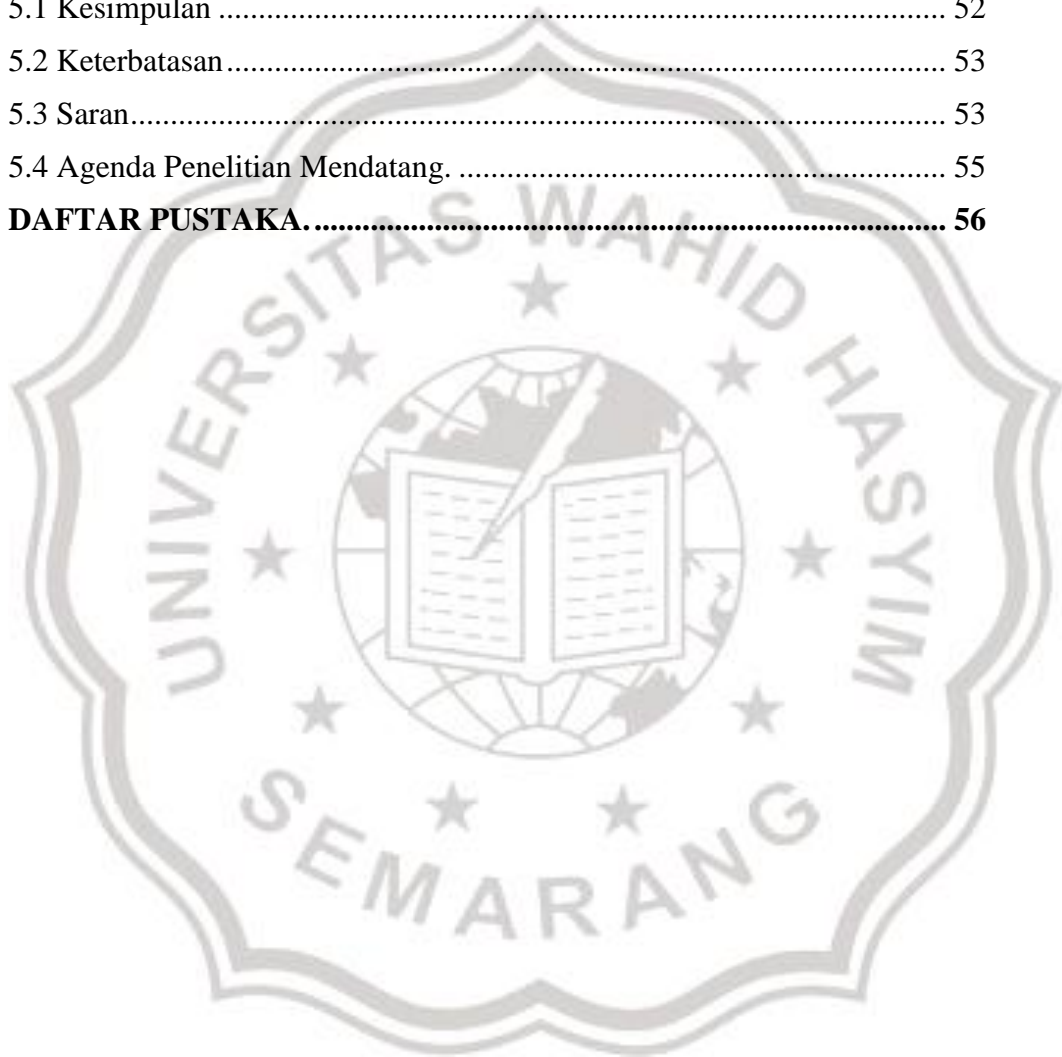 5.1 Kesimpulan ........................................................................................... 52
5.2 Keterbatasan .......................................................................................... 53
5.3 Saran...................................................................................................... 53
5.4 Agenda Penelitian Mendatang. ............................................................. 55
DAFTAR PUSTAKA. ............................................................................... 56
UNIVERSITAS WAHID HASYIM
SEMARANG